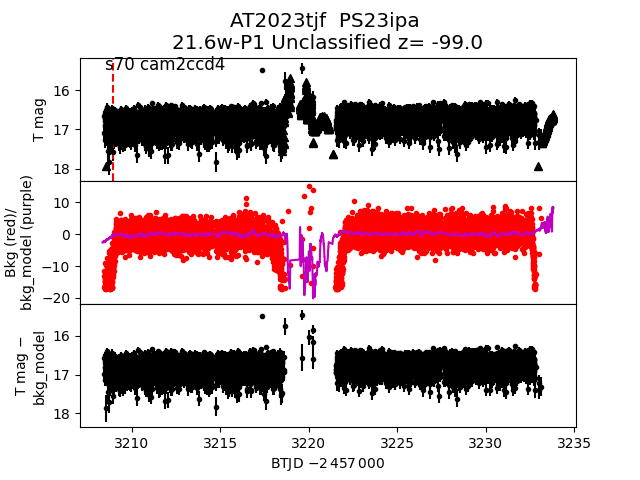 AT2023tjf PS23ipa
21.6w-P1 Unclassified z= -99.0
s70 cam2ccd4
T mag
16
17
18
Bkg (red)/
bkg_model (purple)
10
0
−10
−20
T mag −
bkg_model
16
17
18
3210 3215 3220 3225 3230 3235
BTJD −2 457 000